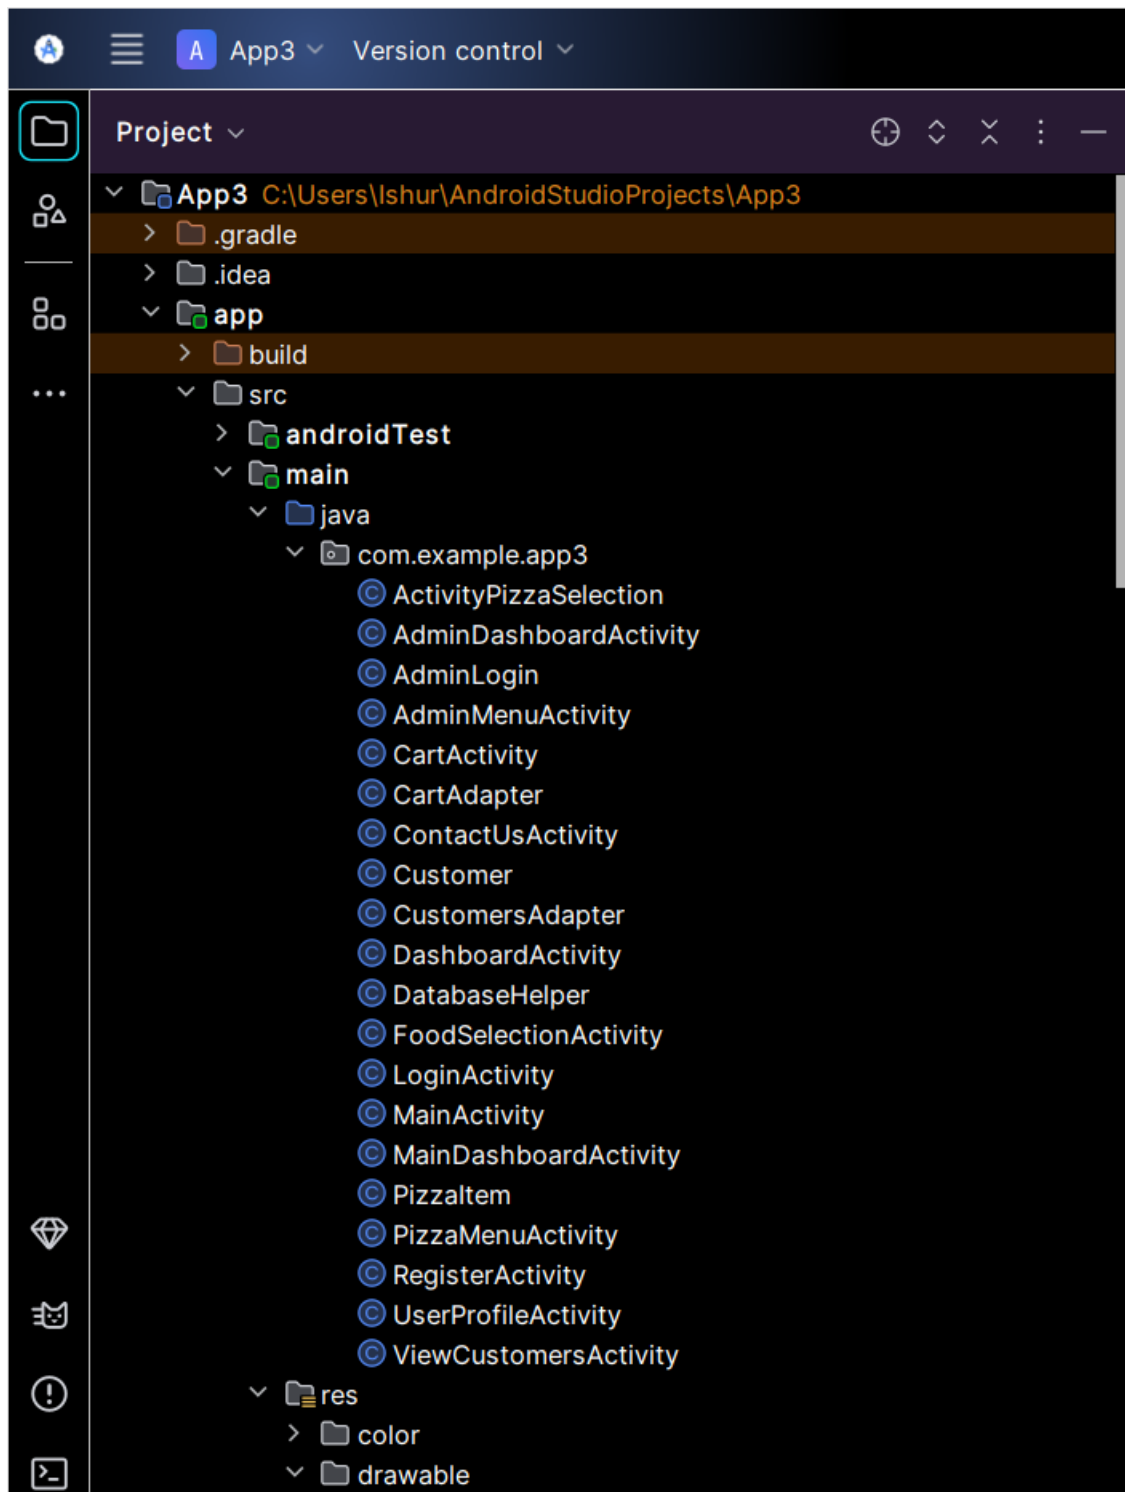 A App3 Version control
Project
App3 C:\Users\Ishur\AndroidStudioProjects\App3
.gradle
.idea
app
build
src
androidTest
main
java
com.example.app3
ActivityPizzaSelection
AdminDashboardActivity
AdminLogin
AdminMenuActivity
CartActivity
CartAdapter
ContactUsActivity
Customer
CustomersAdapter
DashboardActivity
DatabaseHelper
FoodSelectionActivity
LoginActivity
MainActivity
MainDashboardActivity
PizzaItem
PizzaMenuActivity
RegisterActivity
UserProfileActivity
ViewCustomersActivity
res
color
drawable